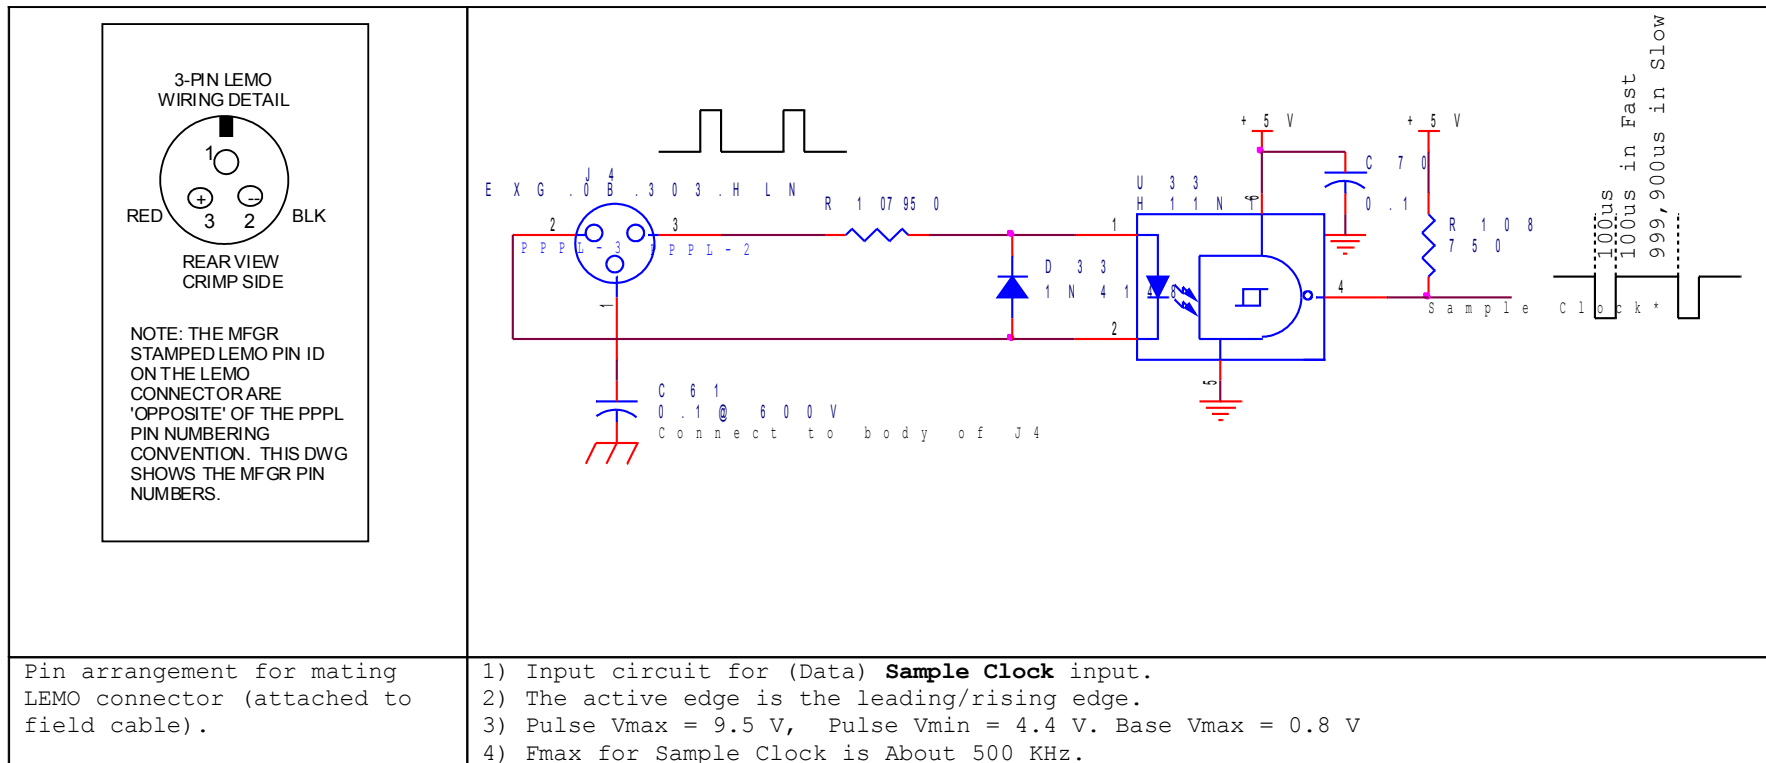 3-PIN LEMO
WIRING DETAIL
1
+
--
RED
3
2
BLK
REAR VIEW
CRIMP SIDE
NOTE: THE MFGR
STAMPED LEMO PIN ID
ON THE LEMO
CONNECTOR ARE
'OPPOSITE' OF THE PPPL
PIN NUMBERING
CONVENTION. THIS DWG
SHOWS THE MFGR PIN
NUMBERS.
J4
EXG.0B.303.HLN
2
3
PPPL-3
PPPL-2
1
R107 950
C61
0.1@ 600V
Connect to body of J4
D33
1N4148
U33
H11N1
1
2
6
5
4
+5V
C70
0.1
+5V
R108
750
Sample Clock*
100us
100us in Fast
999,900us in Slow
Pin arrangement for mating
LEMO connector (attached to
field cable).
1) Input circuit for (Data) Sample Clock input.
2) The active edge is the leading/rising edge.
3) Pulse Vmax = 9.5 V, Pulse Vmin = 4.4 V. Base Vmax = 0.8 V
4) Fmax for Sample Clock is About 500 KHz.